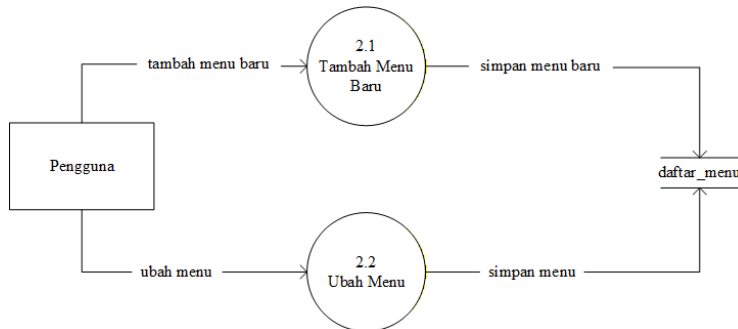 2.1
Tambah Menu
Baru
tambah menu baru
simpan menu baru
Pengguna
daftar_menu
2.2
Ubah Menu
ubah menu
simpan menu